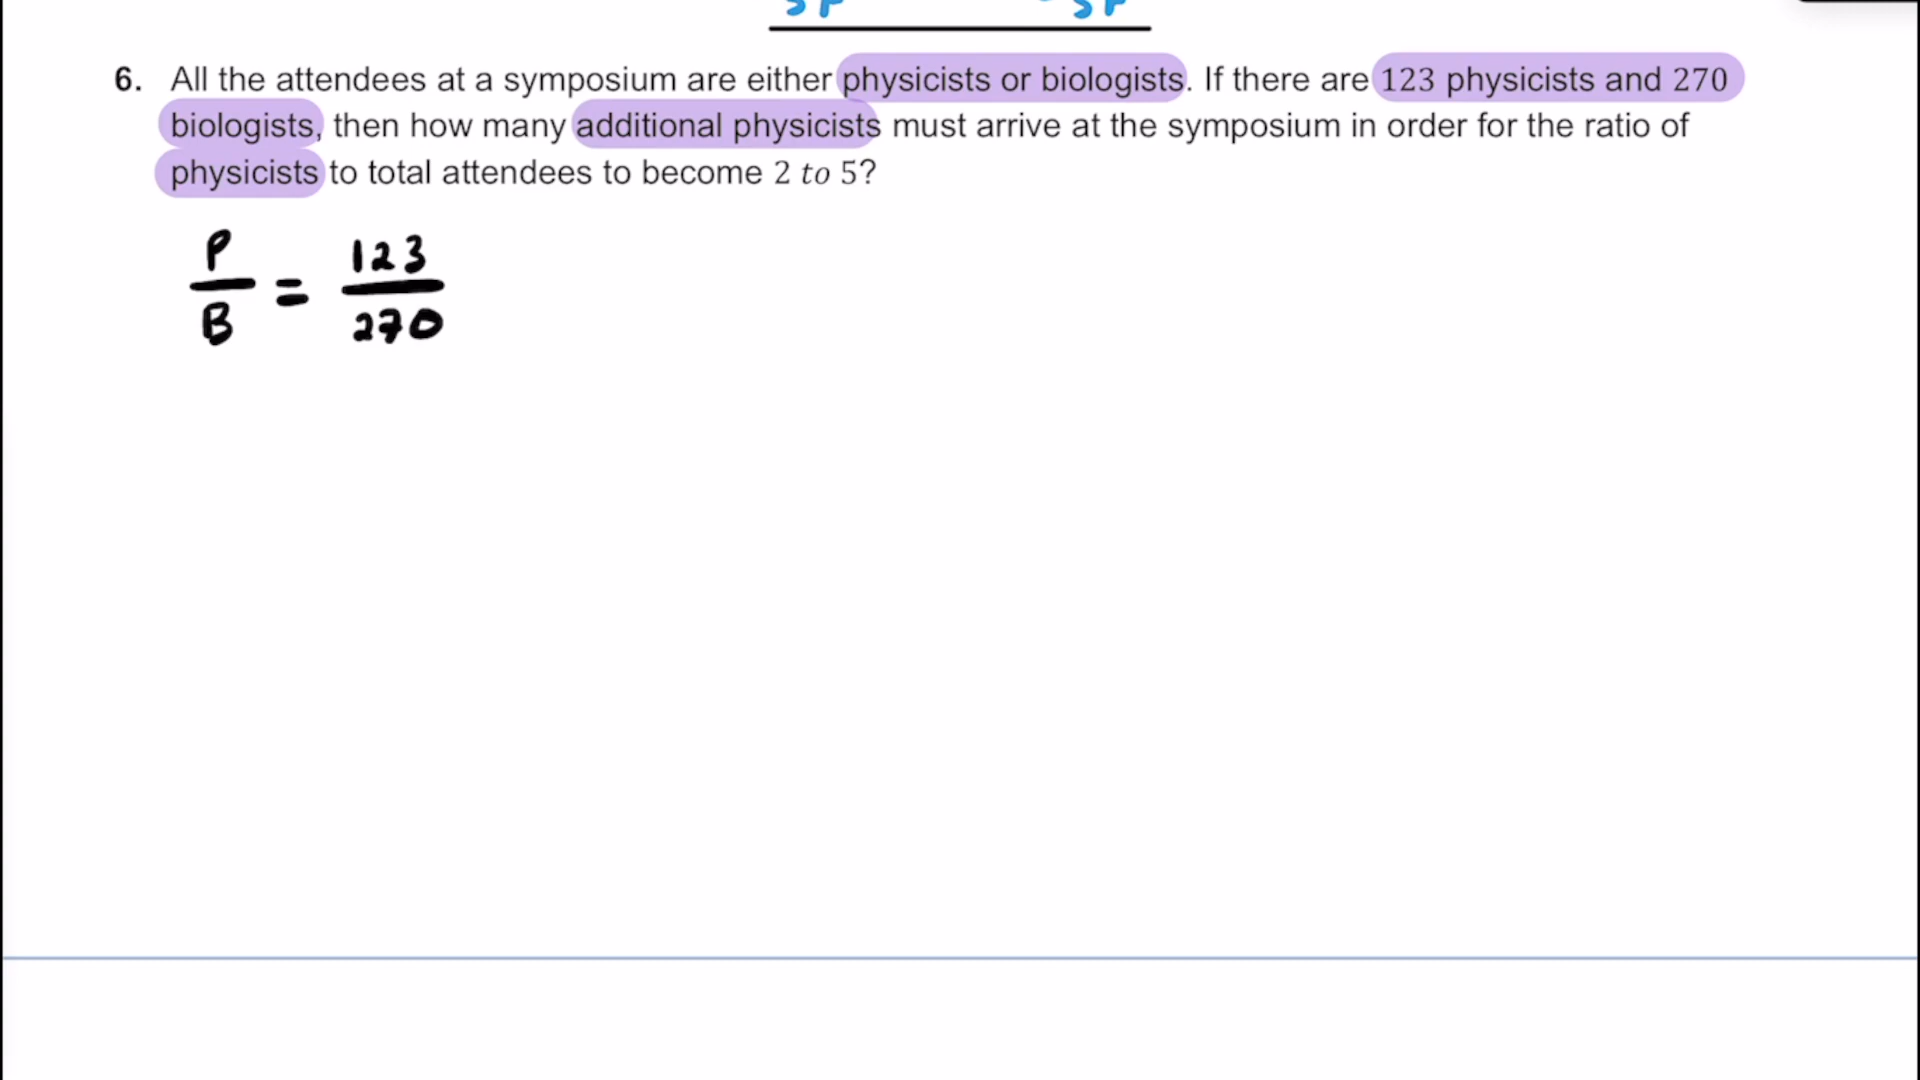 6. All the attendees at a symposium are either physicists or biologists. If there are 123 physicists and 270
biologists, then how many additional physicists must arrive at the symposium in order for the ratio of
physicists to total attendees to become 2 to 5?
P
B
=
123
270